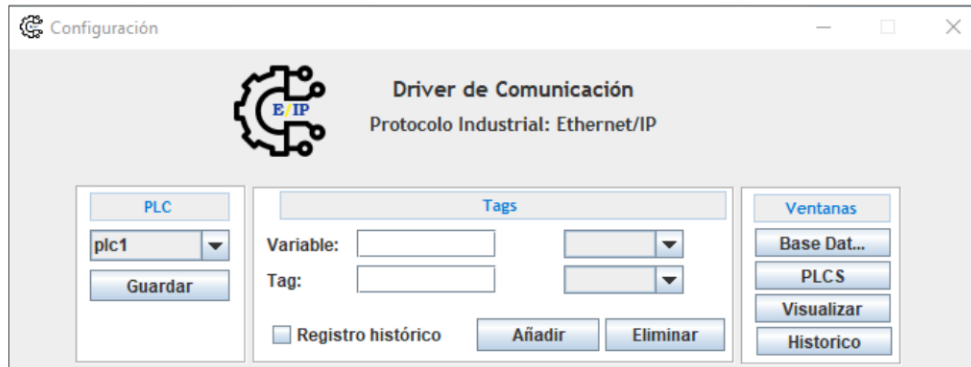 Configuración
E/IP
Driver de Comunicación
Protocolo Industrial: Ethernet/IP
PLC
plc1
Guardar
Tags
Variable:
Tag:
Registro histórico
Añadir
Eliminar
Ventanas
Base Dat...
PLCS
Visualizar
Historico